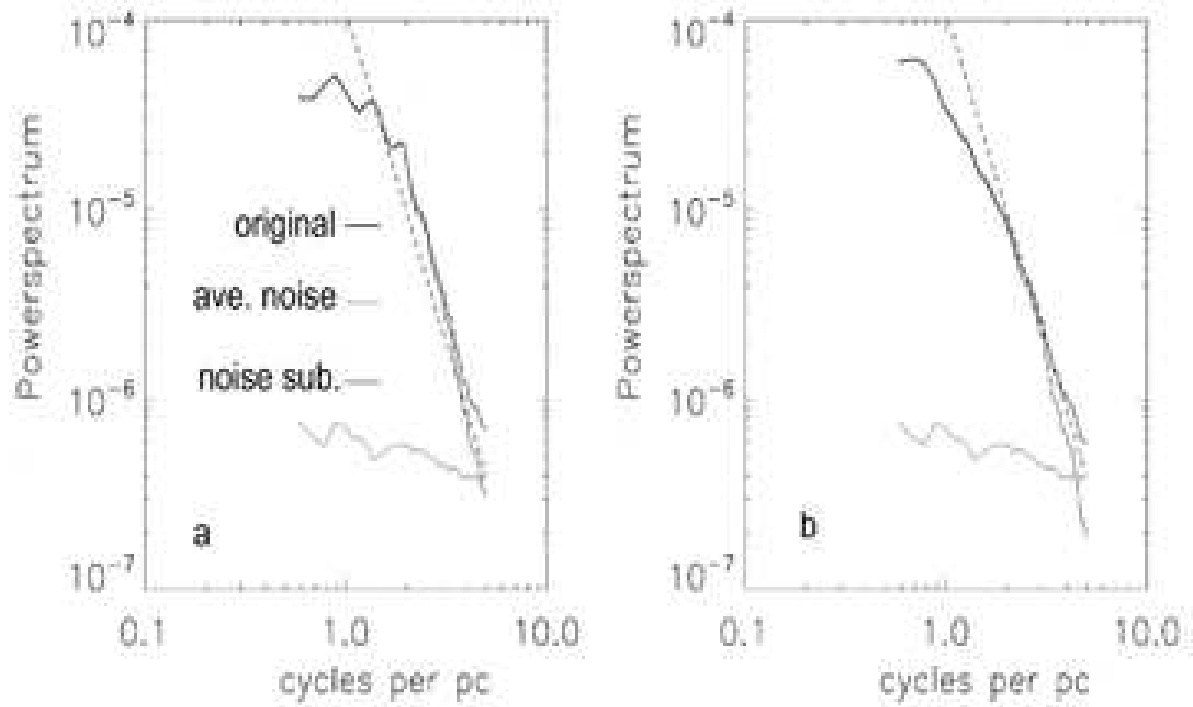 Powerspectrum
10⁻⁴
10⁻⁵
10⁻⁶
10⁻⁷
original
ave. noise
noise sub.
a
0.1 1.0 10.0
cycles per pc
Powerspectrum
10⁻⁴
10⁻⁵
10⁻⁶
10⁻⁷
b
0.1 1.0 10.0
cycles per pc